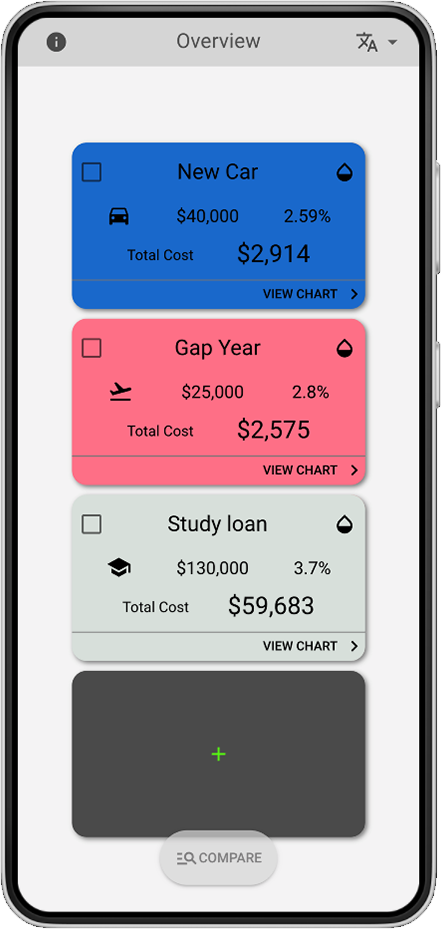 Overview
New Car
$40,000 2.59%
Total Cost $2,914
VIEW CHART
Gap Year
$25,000 2.8%
Total Cost $2,575
VIEW CHART
Study loan
$130,000 3.7%
Total Cost $59,683
VIEW CHART
+
COMPARE